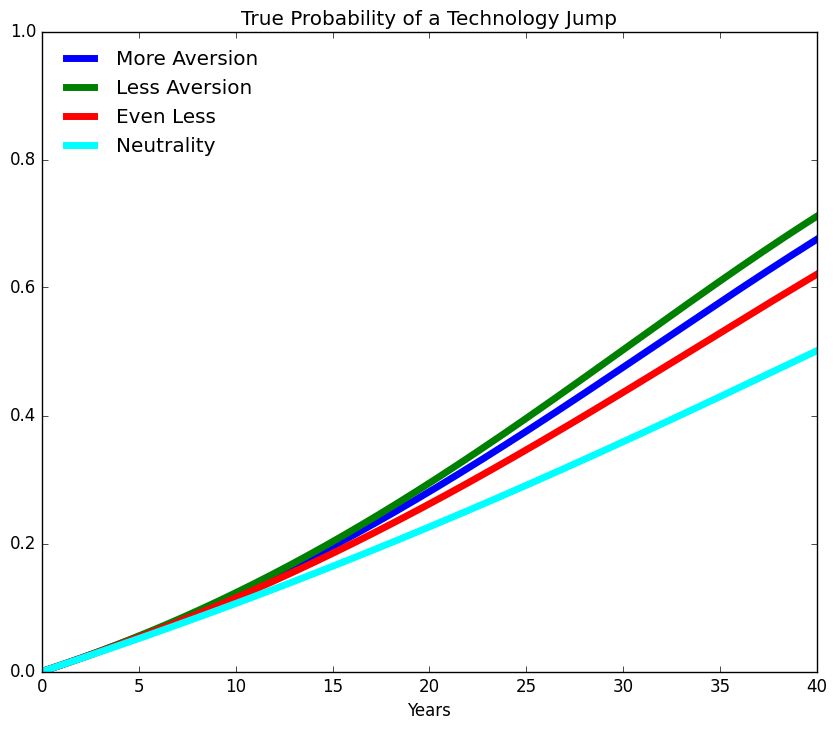 True Probability of a Technology Jump
1.0
More Aversion
Less Aversion
Even Less
Neutrality
0.8
0.6
0.4
0.2
0.0
0 5 10 15 20 25 30 35 40
Years